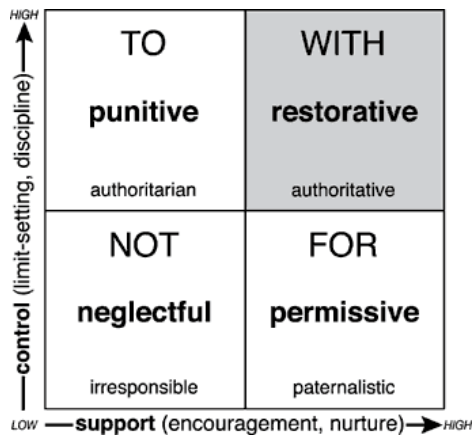 HIGH
TO
punitive
authoritarian
WITH
restorative
authoritative
control (limit-setting, discipline)
NOT
neglectful
irresponsible
FOR
permissive
paternalistic
LOW
support (encouragement, nurture)
HIGH